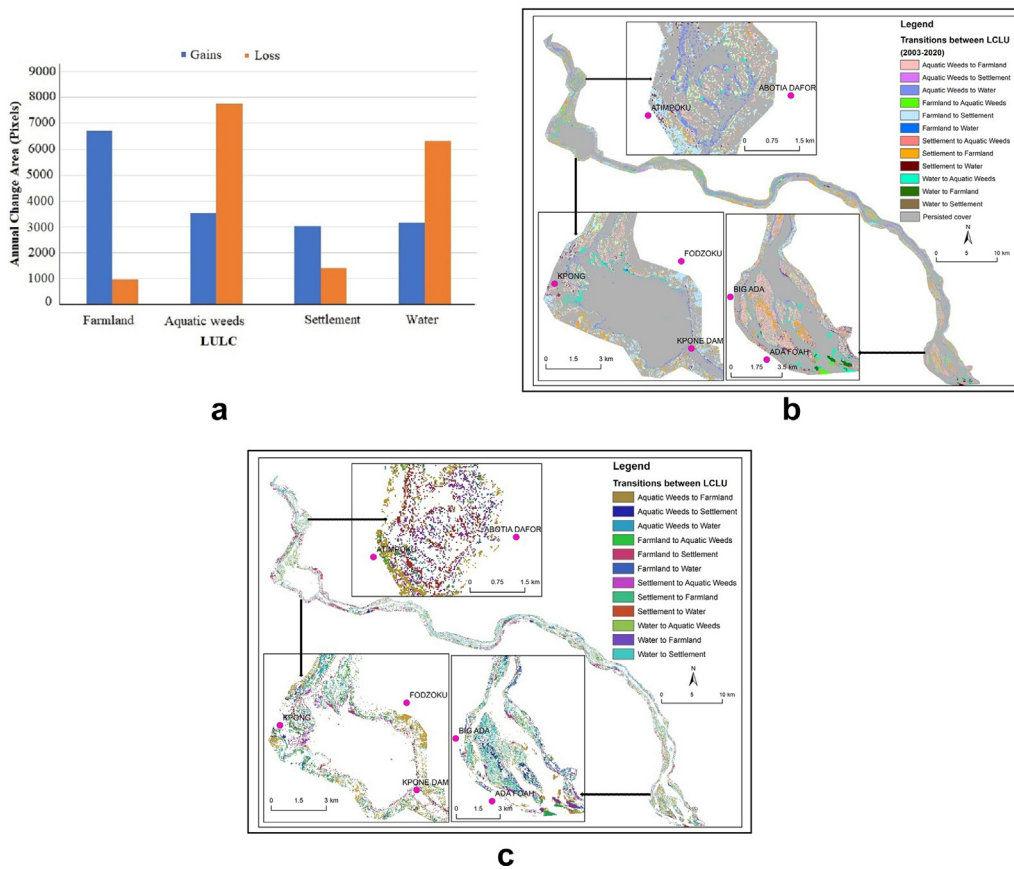 a
Gains
Loss
Annual Change Area (Pixels)
9000
8000
7000
6000
5000
4000
3000
2000
1000
0
Farmland
Aquatic weeds
Settlement
Water
LULC
b
Legend
Transitions between LCLU
(2003-2020)
Aquatic Weeds to Farmland
Aquatic Weeds to Settlement
Aquatic Weeds to Water
Farmland to Aquatic Weeds
Farmland to Settlement
Farmland to Water
Settlement to Aquatic Weeds
Settlement to Farmland
Settlement to Water
Water to Aquatic Weeds
Water to Farmland
Water to Settlement
Persisted cover
N
0 5 10 km
ABOTIA DAFOR
ATIMPOKU
0 0.75 1.5 km
FODZOKU
KPONG
KPONE DAM
0 1.5 3 km
BIG ADA
ADA FOAH
0 1.75 3.5 km
Legend
Transitions between LCLU
Aquatic Weeds to Farmland
Aquatic Weeds to Settlement
Aquatic Weeds to Water
Farmland to Aquatic Weeds
Farmland to Settlement
Farmland to Water
Settlement to Aquatic Weeds
Settlement to Farmland
Settlement to Water
Water to Aquatic Weeds
Water to Farmland
Water to Settlement
N
0 5 10 km
ABOTIA DAFOR
ATIMPOKU
0 0.75 1.5 km
FODZOKU
KPONG
KPONE DAM
0 1.5 3 km
BIG ADA
ADA FOAH
0 1.5 3 km
c